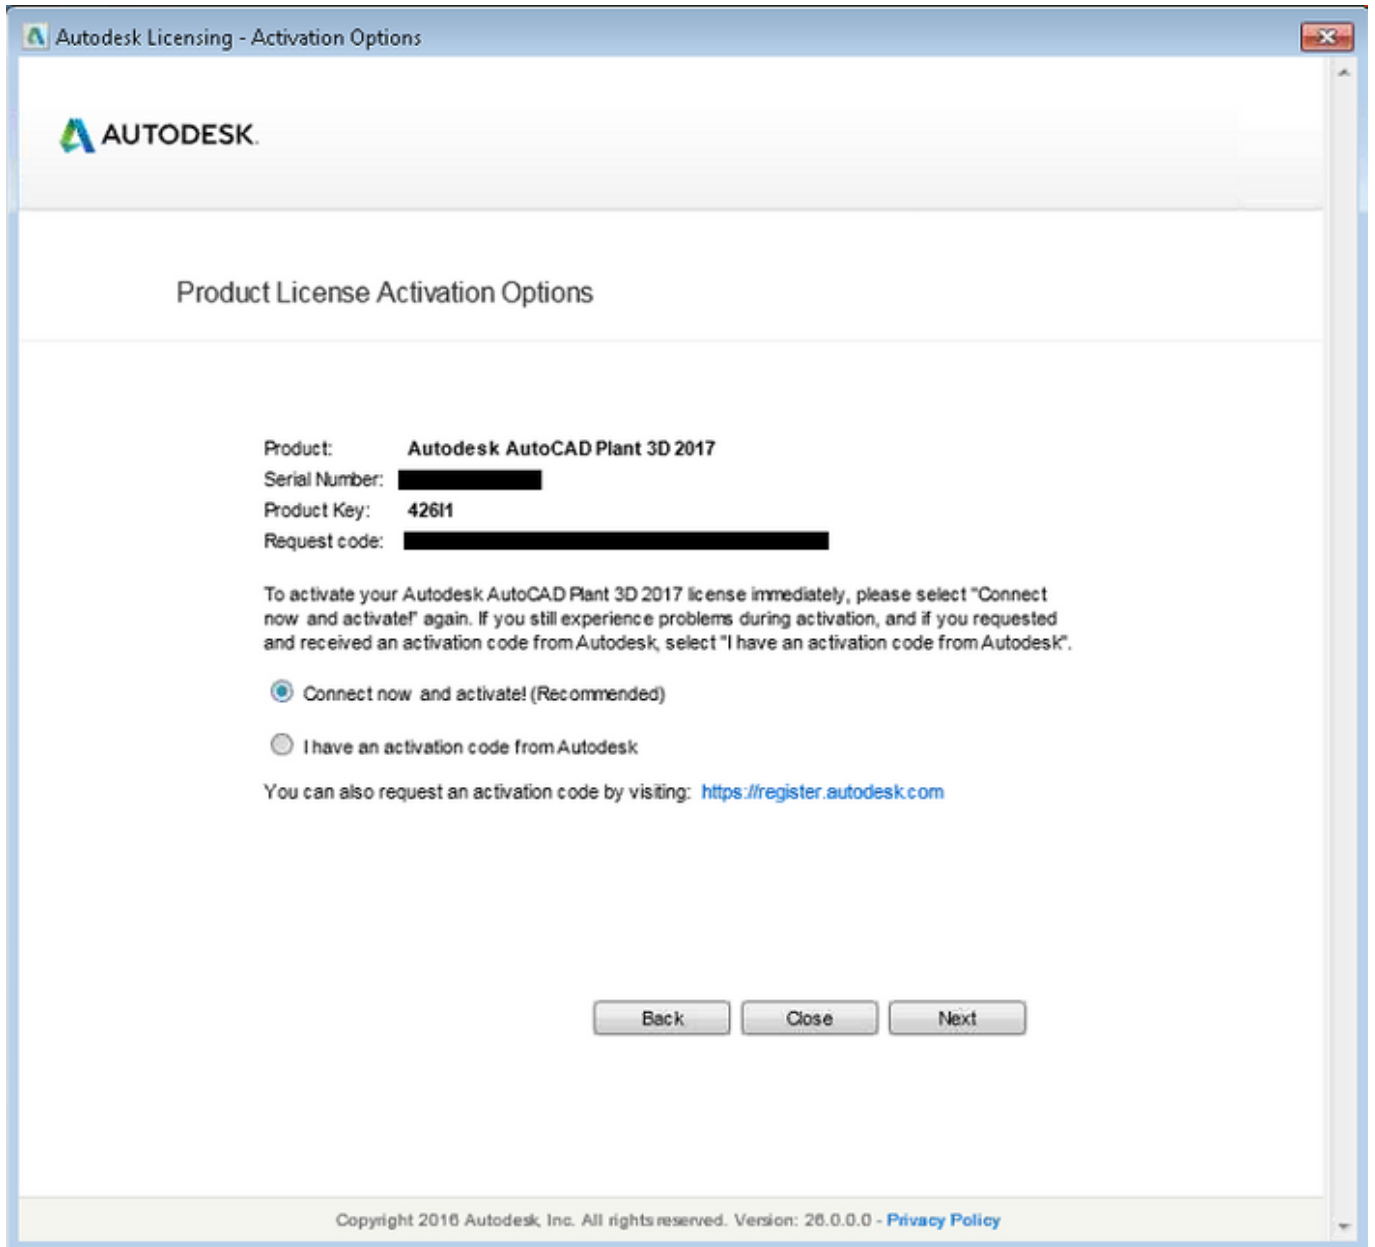 Autodesk Licensing - Activation Options
AUTODESK.
Product License Activation Options
Product: Autodesk AutoCAD Plant 3D 2017
Serial Number:
Product Key: 426I1
Request code:
To activate your Autodesk AutoCAD Plant 3D 2017 license immediately, please select "Connect
now and activate!" again. If you still experience problems during activation, and if you requested
and received an activation code from Autodesk, select "I have an activation code from Autodesk".
Connect now and activate! (Recommended)
I have an activation code from Autodesk
You can also request an activation code by visiting: https://register.autodesk.com
Back Close Next
Copyright 2016 Autodesk, Inc. All rights reserved. Version: 26.0.0.0 - Privacy Policy